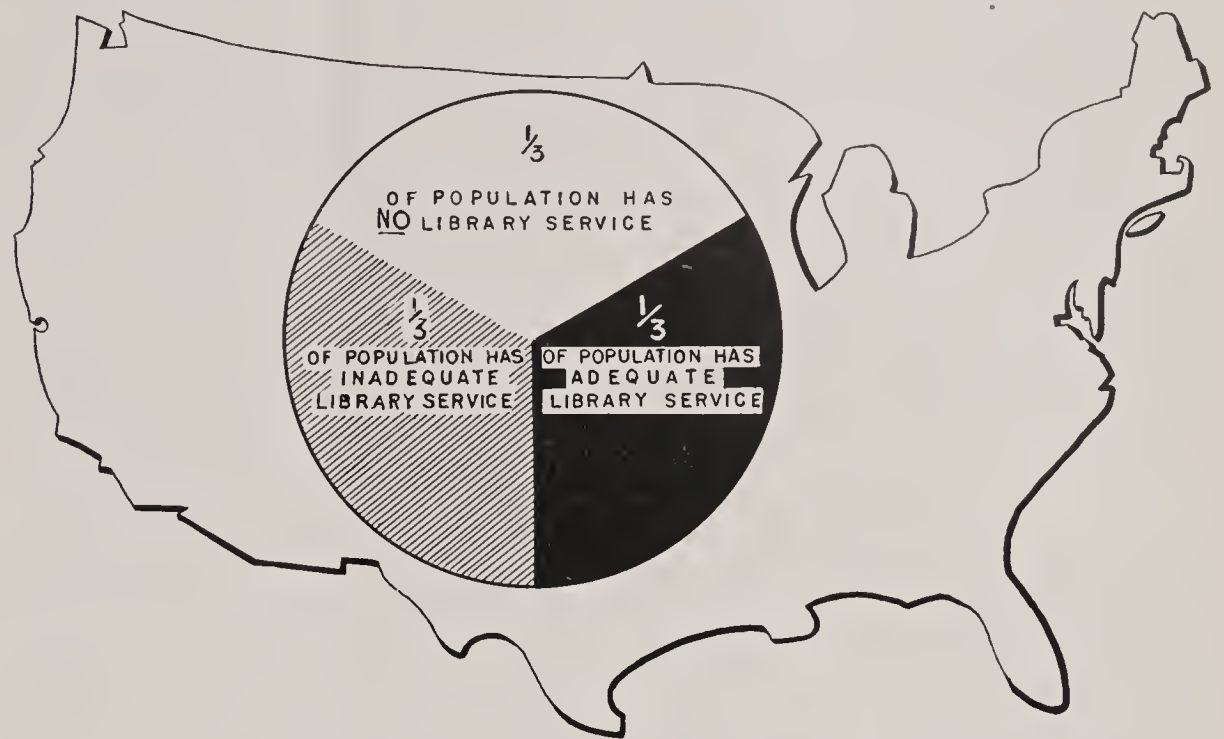 1/3
OF POPULATION HAS
NO LIBRARY SERVICE
1/3
OF POPULATION HAS
INADEQUATE
LIBRARY SERVICE
1/3
OF POPULATION HAS
ADEQUATE
LIBRARY SERVICE